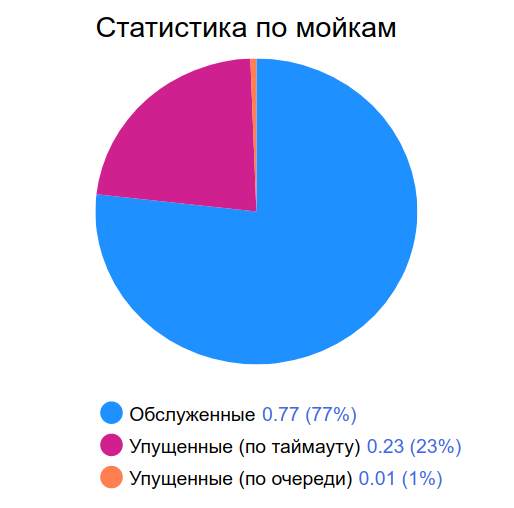 Статистика по мойкам
Обслуженные 0.77 (77%)
Упущенные (по таймауту) 0.23 (23%)
Упущенные (по очереди) 0.01 (1%)